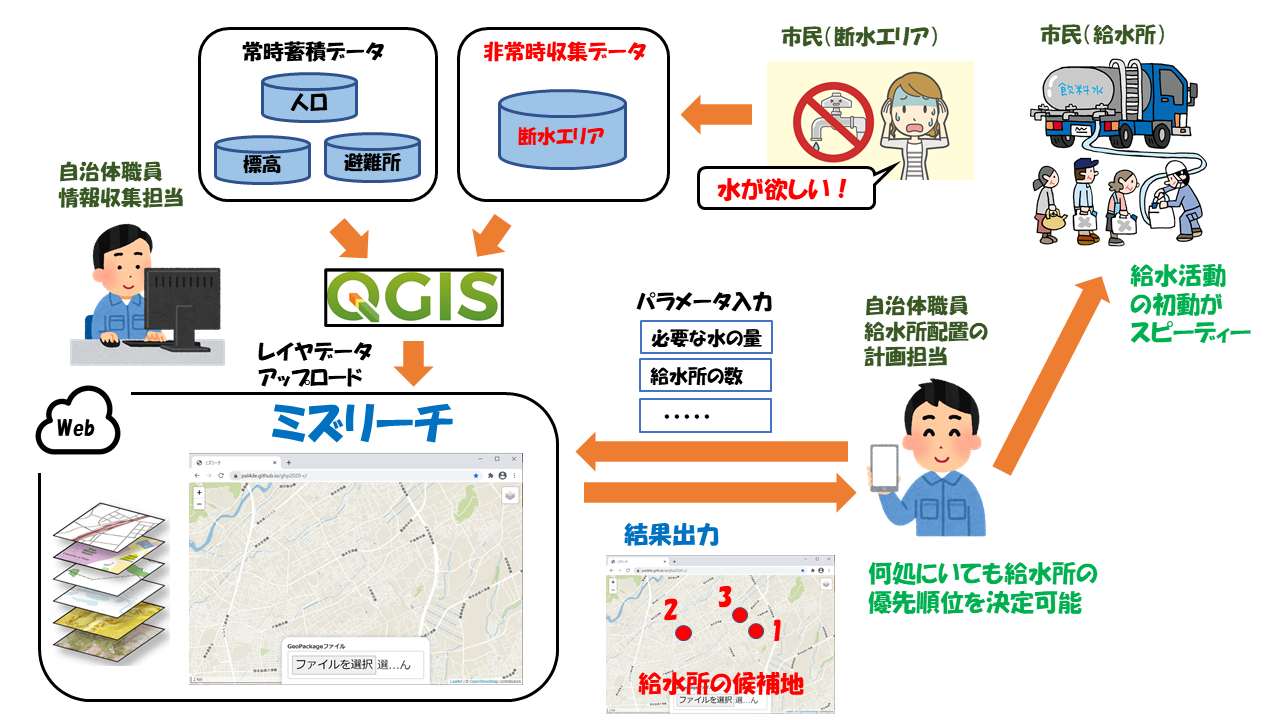 常時蓄積データ
人口
標高
避難所
非常時収集データ
断水エリア
市民(断水エリア)
水が欲しい!
市民(給水所)
飲料水
自治体職員
情報収集担当
QGIS
レイヤデータ
アップロード
パラメータ入力
必要な水の量
給水所の数
・・・・・
自治体職員
給水所配置の
計画担当
給水活動
の初動が
スピーディー
Web
ミズリーチ
ミズリーチ
GeoPackageファイル
ファイルを選択 選...ん
Leaflet | © OpenStreetMap contributors
結果出力
2
3
1
給水所の候補地
ファイルを選択 選...ん
何処にいても給水所の
優先順位を決定可能